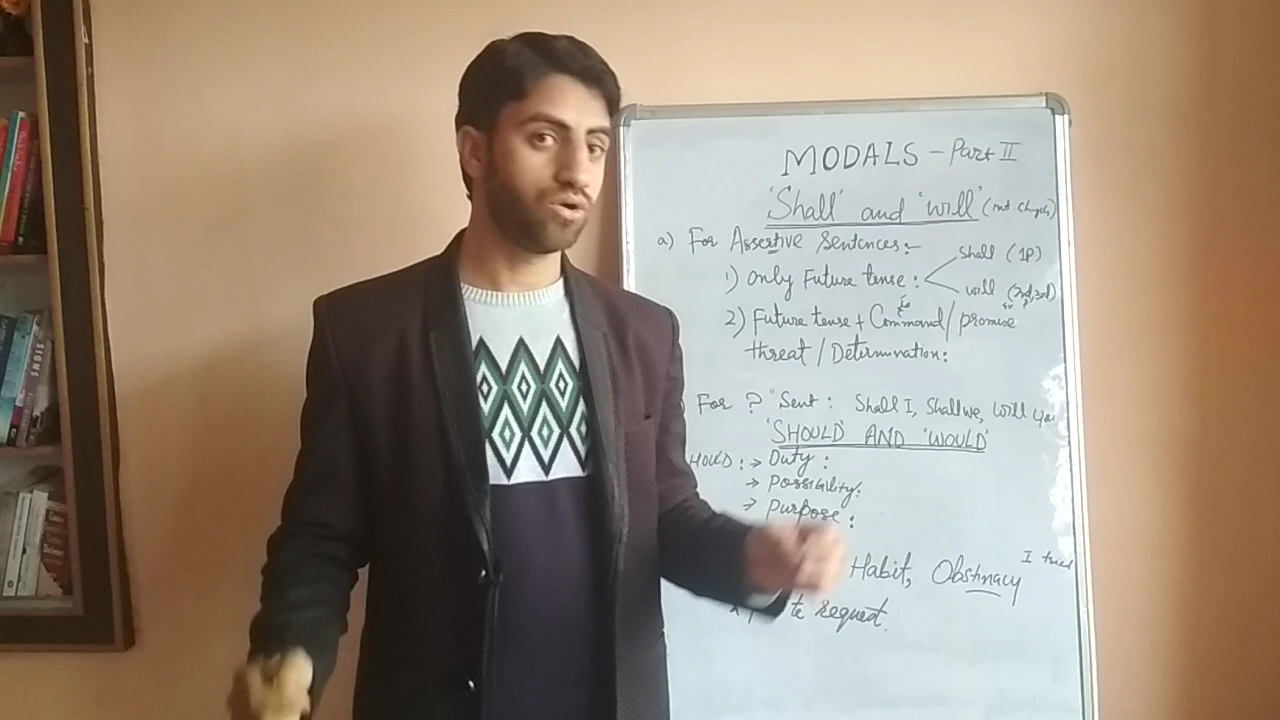 MODALS - Part II
'Shall' and 'will' (not
a) For Assertive Sentences:-
shall (1P)
1) only Future tense:
will (2nd, 3rd)
2) Future tense + Command / promise
threat / Determination:
For ? Sent: Shall I, Shall we, Will you
'SHOULD' AND 'WOULD'
HOULD: → Duty:
→ Possibility:
→ Purpose:
Habit, Obstinacy I tried
te request.
SIGNS